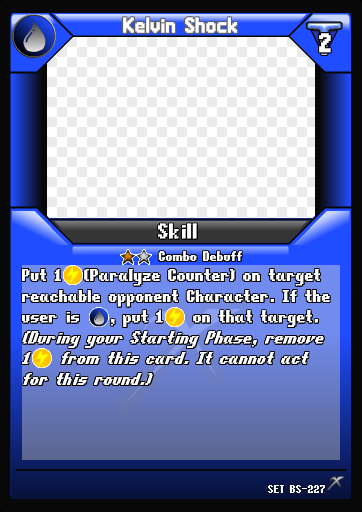 Kelvin Shock
2
Skill
Combo Debuff
Put 1(Paralyze Counter) on target
reachable opponent Character. If the
user is , put 1 on that target.
(During your Starting Phase, remove
1 from this card. It cannot act
for this round.)
SET BS-227